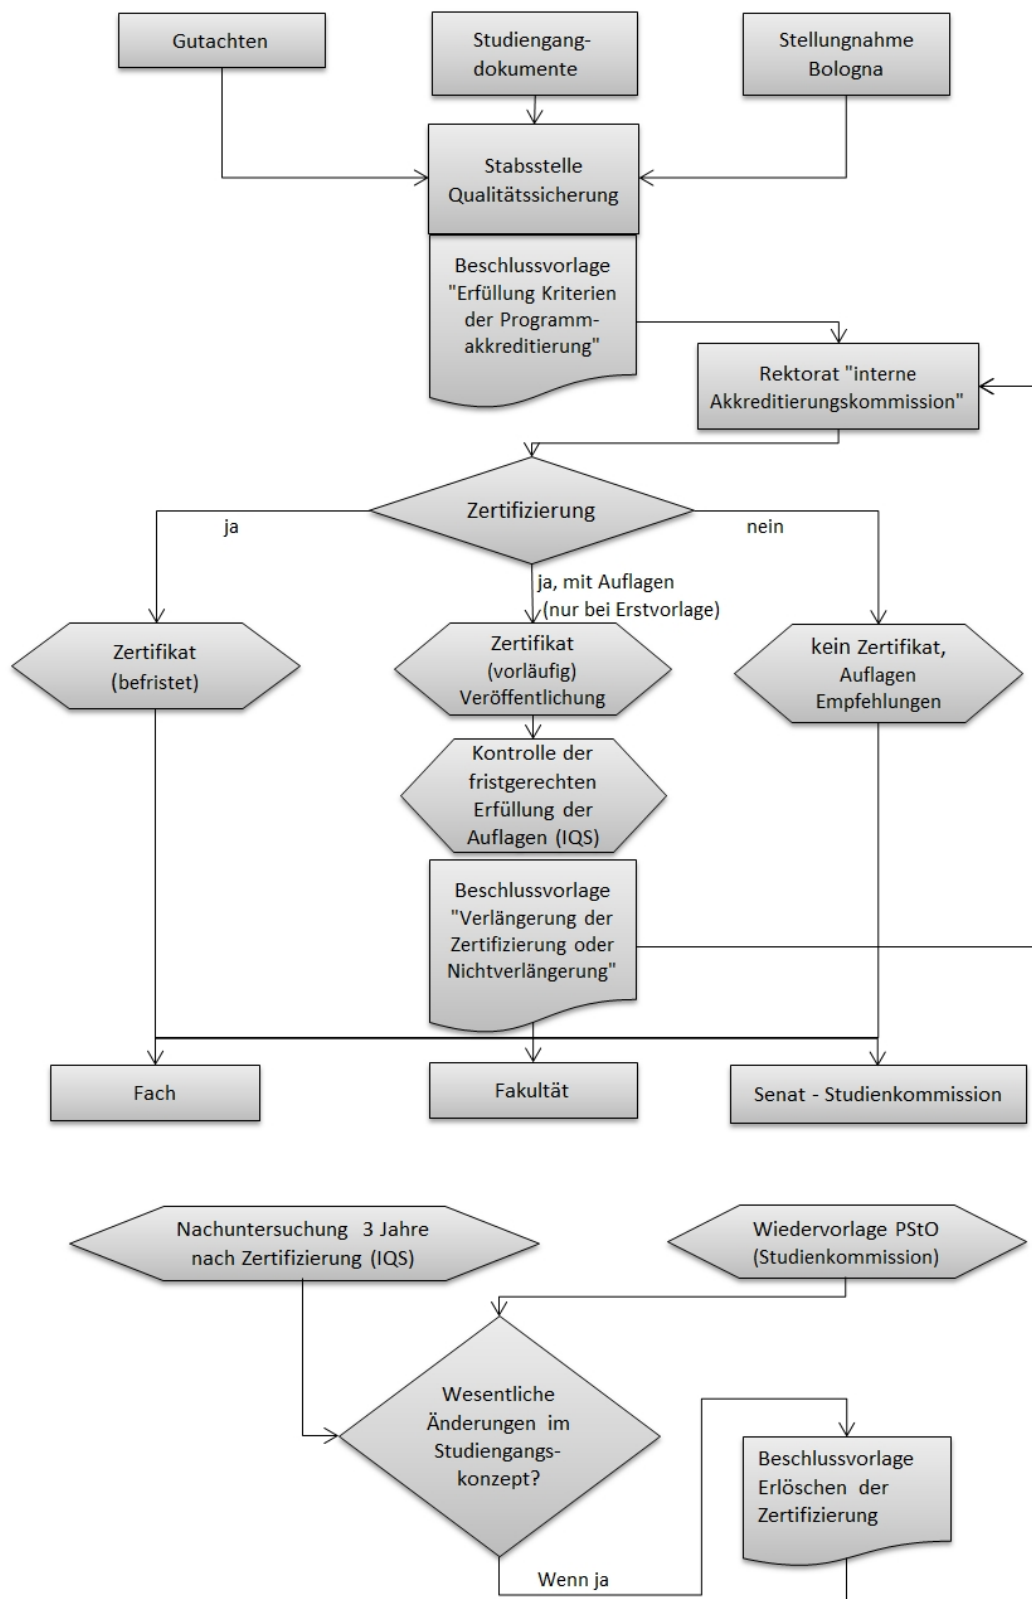 Gutachten
Studiengang-
dokumente
Stellungnahme
Bologna
Stabsstelle
Qualitätssicherung
Beschlussvorlage
"Erfüllung Kriterien
der Programm-
akkreditierung"
Rektorat "interne
Akkreditierungskommission"
Zertifizierung
ja
nein
ja, mit Auflagen
(nur bei Erstvorlage)
Zertifikat
(befristet)
Zertifikat
(vorläufig)
Veröffentlichung
kein Zertifikat,
Auflagen
Empfehlungen
Kontrolle der
fristgerechten
Erfüllung der
Auflagen (IQS)
Beschlussvorlage
"Verlängerung der
Zertifizierung oder
Nichtverlängerung"
Fach
Fakultät
Senat - Studienkommission
Nachuntersuchung 3 Jahre
nach Zertifizierung (IQS)
Wiedervorlage PStO
(Studienkommission)
Wesentliche
Änderungen im
Studiengangs-
konzept?
Beschlussvorlage
Erlöschen der
Zertifizierung
Wenn ja